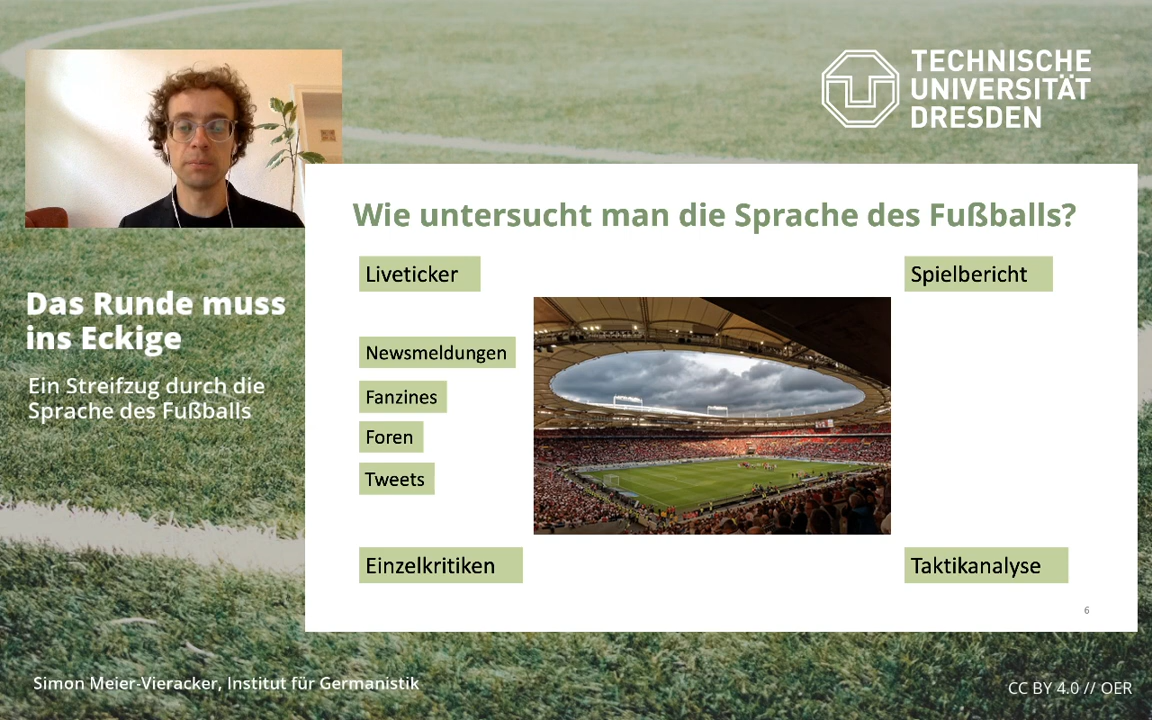 TECHNISCHE
UNIVERSITÄT
DRESDEN
Wie untersucht man die Sprache des Fußballs?
Liveticker
Spielbericht
Newsmeldungen
Fanzines
Foren
Tweets
Einzelkritiken
Taktikanalyse
6
Das Runde muss
ins Eckige
Ein Streifzug durch die
Sprache des Fußballs
Simon Meier-Vieracker, Institut für Germanistik
CC BY 4.0 // OER